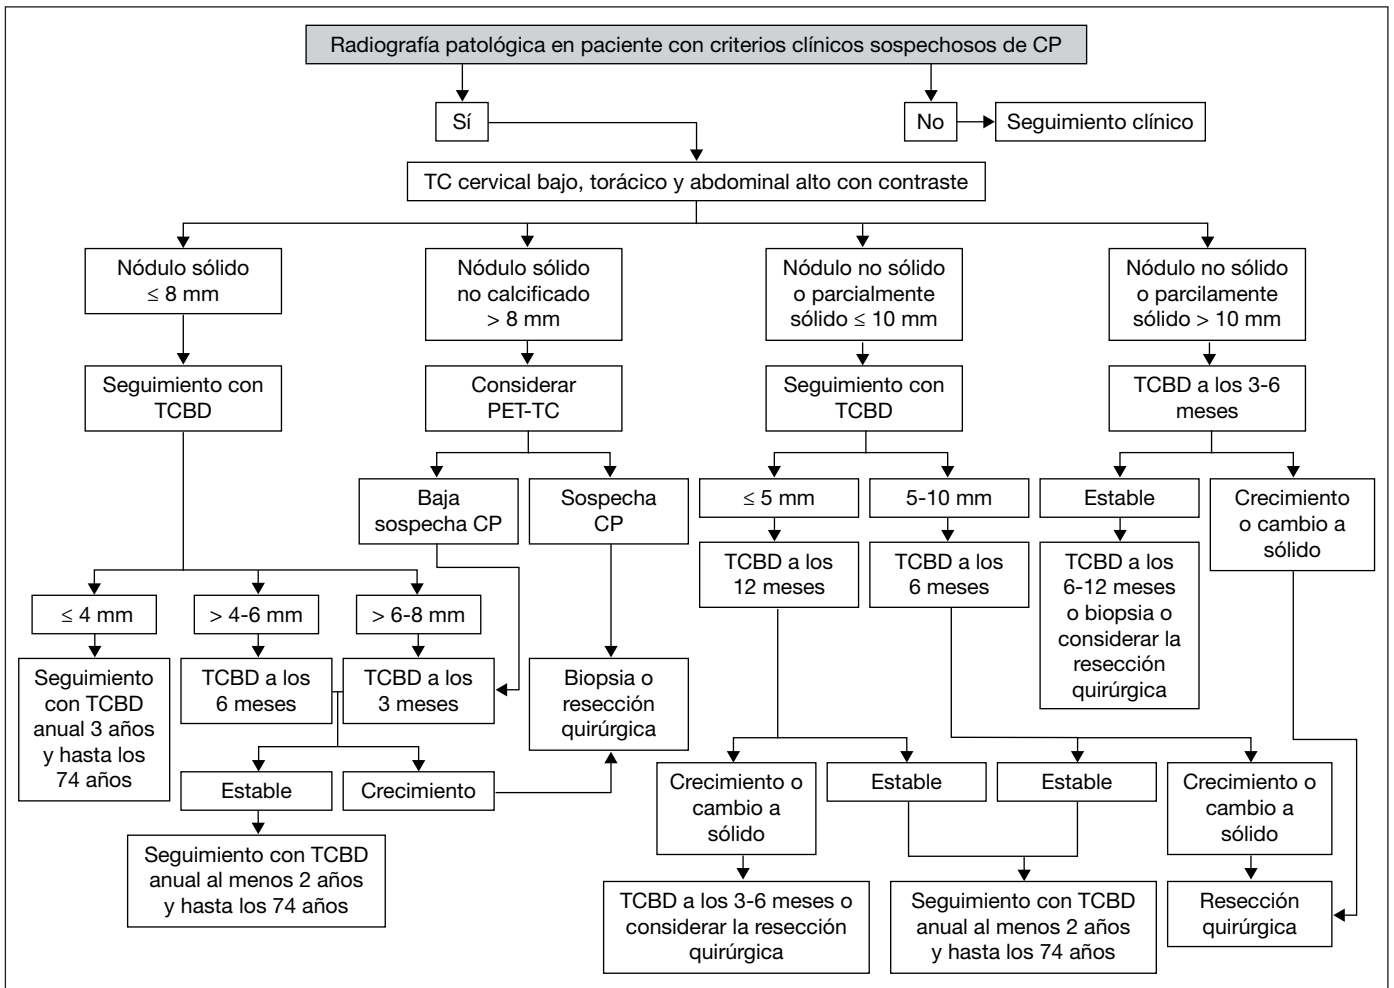 Radiografía patológica en paciente con criterios clínicos sospechosos de CP
Sí
No
Seguimiento clínico
TC cervical bajo, torácico y abdominal alto con contraste
Nódulo sólido
≤ 8 mm
Nódulo sólido
no calcificado
> 8 mm
Nódulo no sólido
o parcialmente
sólido ≤ 10 mm
Nódulo no sólido
o parcilamente
sólido > 10 mm
Seguimiento con
TCBD
Considerar
PET-TC
Seguimiento con
TCBD
TCBD a los 3-6
meses
Baja
sospecha CP
Sospecha
CP
≤ 5 mm
5-10 mm
Estable
Crecimiento
o cambio a
sólido
TCBD a los
12 meses
TCBD a los
6 meses
TCBD a los
6-12 meses
o biopsia o
considerar la
resección
quirúrgica
≤ 4 mm
> 4-6 mm
> 6-8 mm
Seguimiento
con TCBD
anual 3 años
y hasta los
74 años
TCBD a los
6 meses
TCBD a los
3 meses
Biopsia o
resección
quirúrgica
Estable
Crecimiento
Crecimiento o
cambio a
sólido
Estable
Estable
Crecimiento o
cambio a
sólido
Seguimiento con TCBD
anual al menos 2 años
y hasta los 74 años
TCBD a los 3-6 meses o
considerar la resección
quirúrgica
Seguimiento con TCBD
anual al menos 2 años
y hasta los 74 años
Resección
quirúrgica